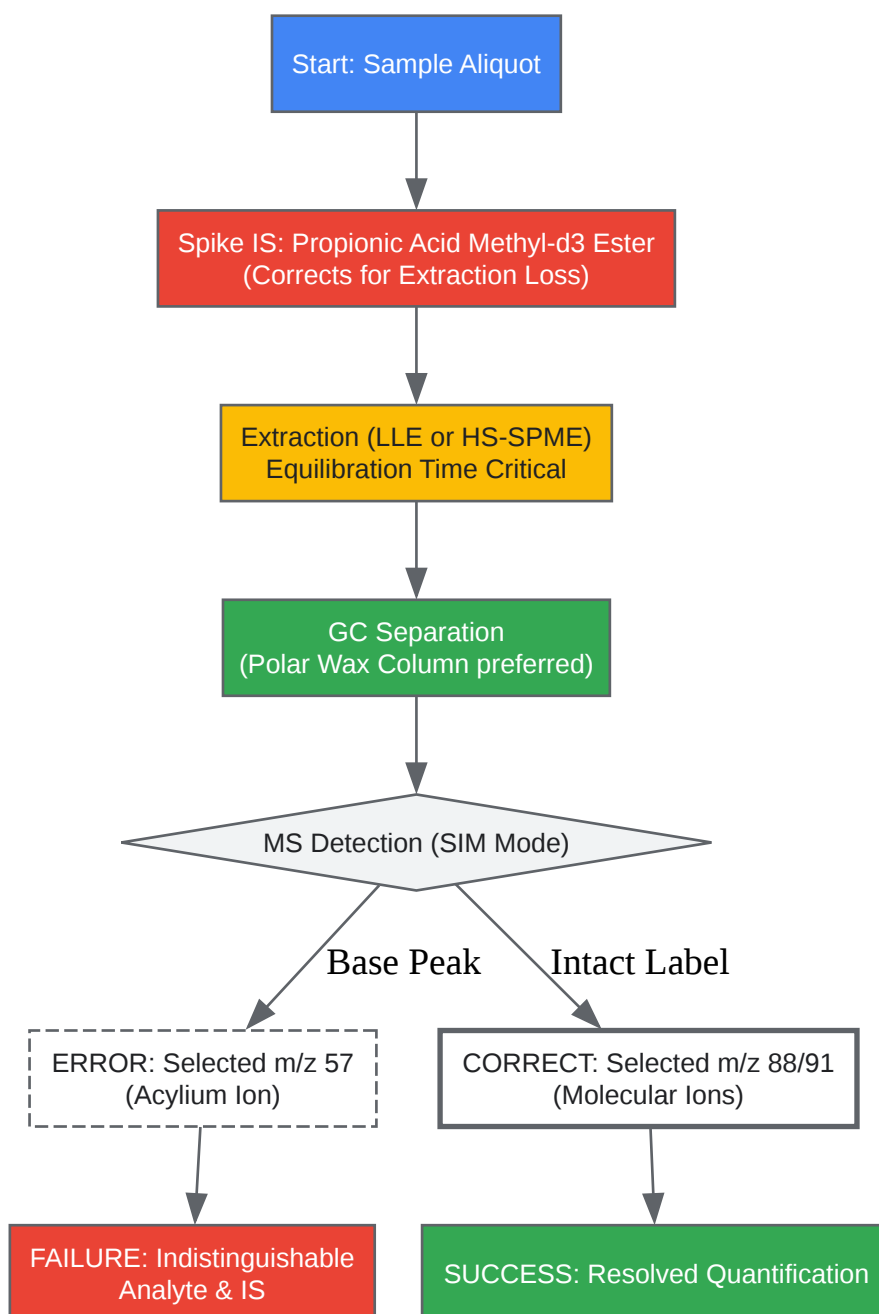 Start: Sample Aliquot
Spike IS: Propionic Acid Methyl-d3 Ester
(Corrects for Extraction Loss)
Extraction (LLE or HS-SPME)
Equilibration Time Critical
GC Separation
(Polar Wax Column preferred)
MS Detection (SIM Mode)
Base Peak
Intact Label
ERROR: Selected m/z 57
(Acylium Ion)
CORRECT: Selected m/z 88/91
(Molecular Ions)
FAILURE: Indistinguishable
Analyte & IS
SUCCESS: Resolved Quantification